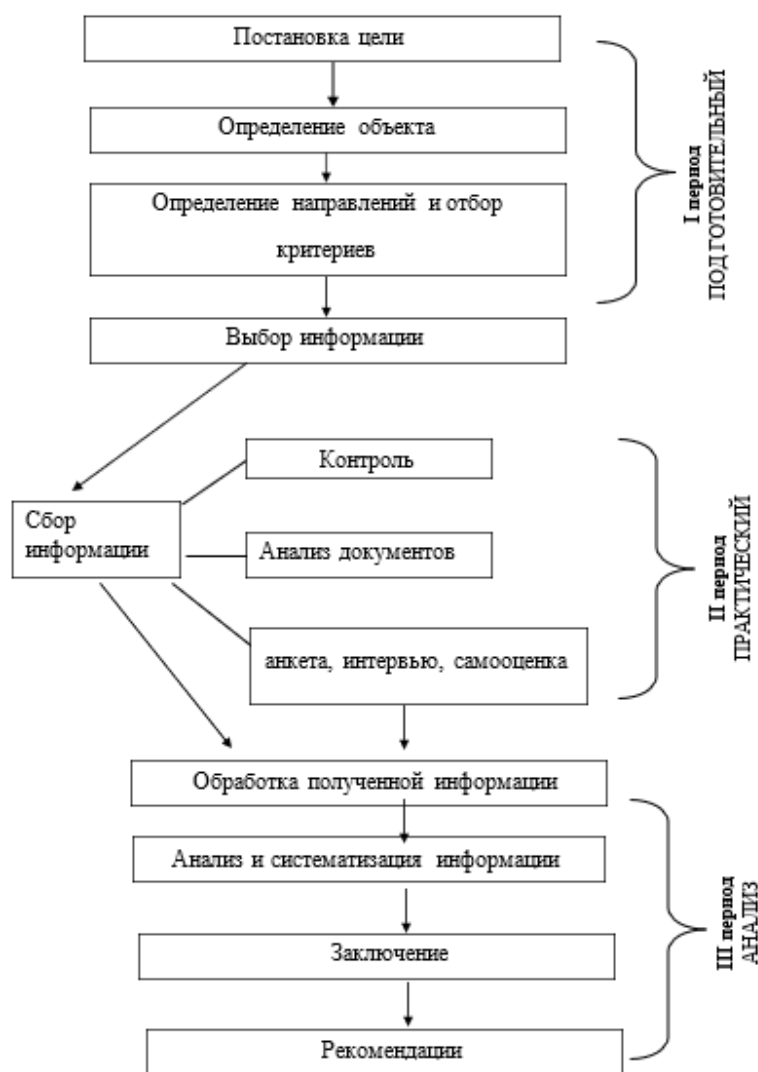 Постановка цели
Определение объекта
Определение направлений и отбор
критериев
I период
ПОДГОТОВИТЕЛЬНЫЙ
Выбор информации
Контроль
Сбор
информации
Анализ документов
анкета, интервью, самооценка
II период
ПРАКТИЧЕСКИЙ
Обработка полученной информации
Анализ и систематизация информации
Заключение
Рекомендации
III период
АНАЛИЗ